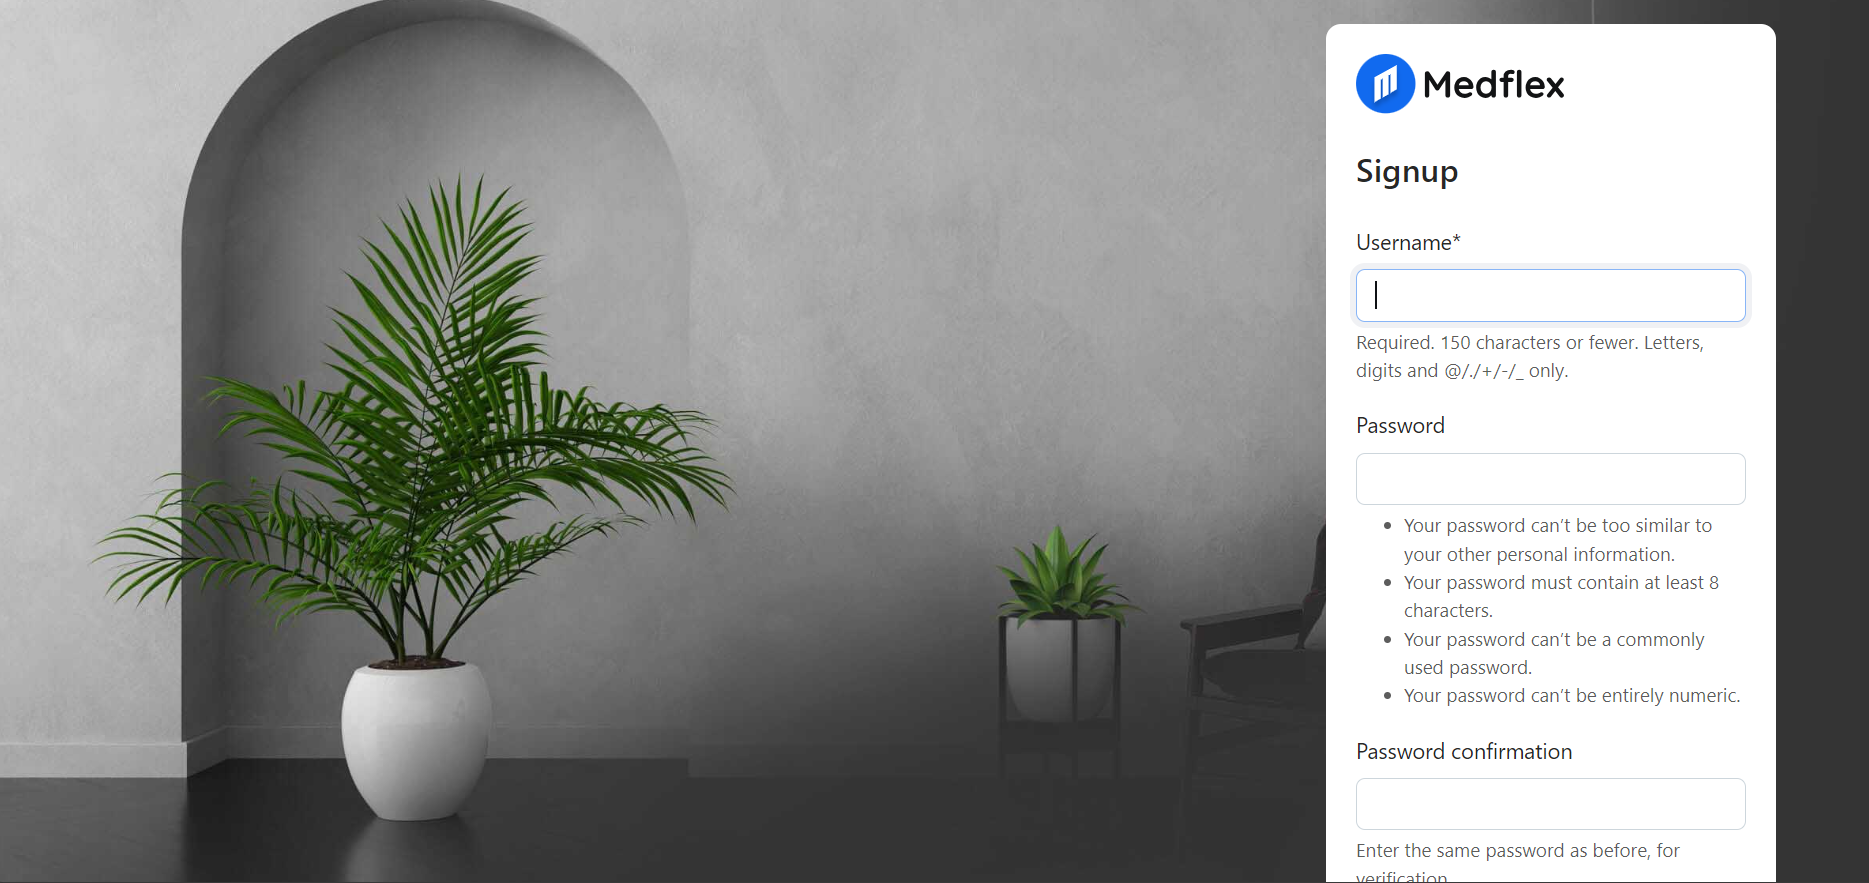 Medflex
Signup
Username*
Required. 150 characters or fewer. Letters,
digits and @/./+/-/_ only.
Password
Your password can’t be too similar to
your other personal information.
Your password must contain at least 8
characters.
Your password can’t be a commonly
used password.
Your password can’t be entirely numeric.
Password confirmation
Enter the same password as before, for
verification